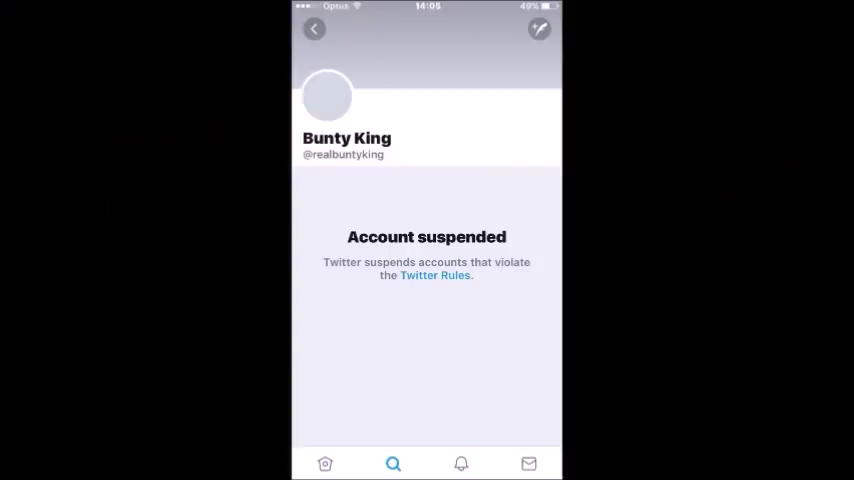 Optus 14:05 49%
Bunty King
@realbuntyking
Account suspended
Twitter suspends accounts that violate
the Twitter Rules.